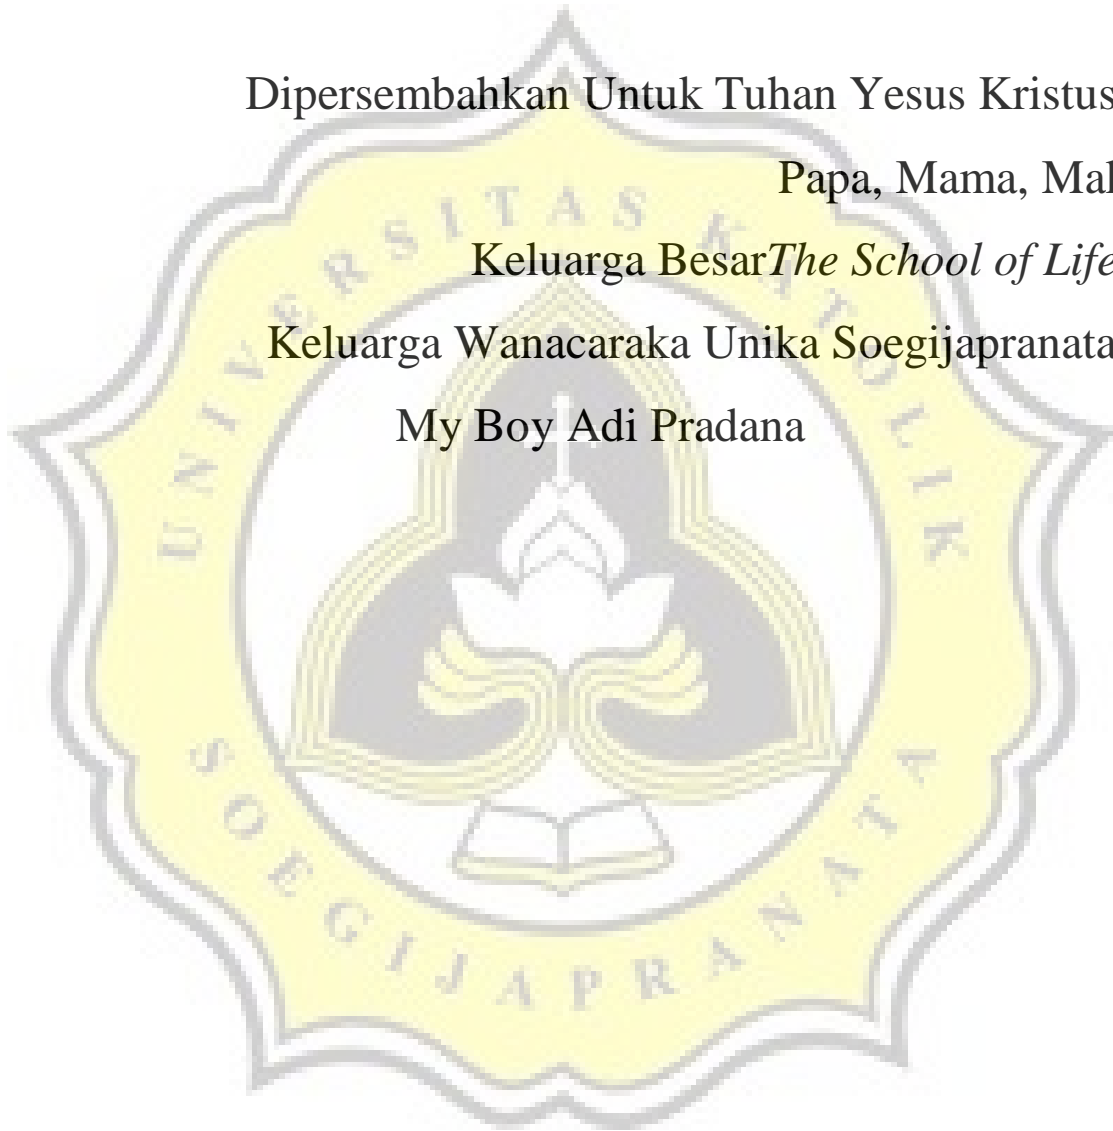 Dipersembahkan Untuk Tuhan Yesus Kristus
Papa, Mama,
Keluarga BesarThe School of Life
Keluarga Wanacaraka Unika Soegijapranata
My Boy Adi Pradana
UNIVERSITAS KATOLIK
SOEGIJAPRANATA